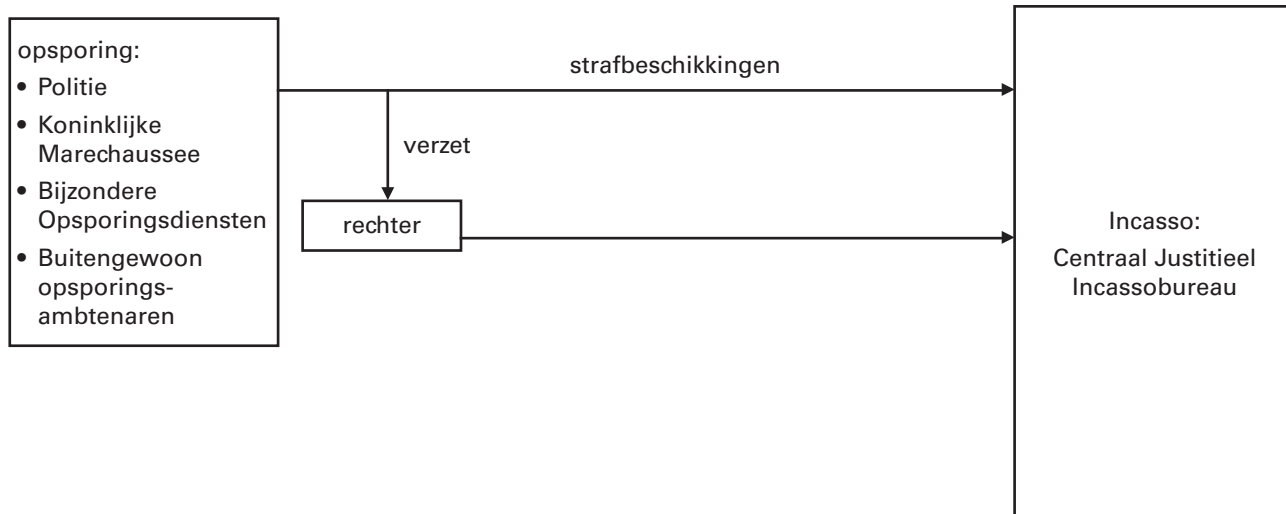 opsporing:
• Politie
• Koninklijke
Marechaussee
• Bijzondere
Opsporingsdiensten
• Buitengewoon
opsporings-
ambtenaren
strafbeschikkingen
verzet
rechter
Incasso:
Centraal Justitieel
Incassobureau